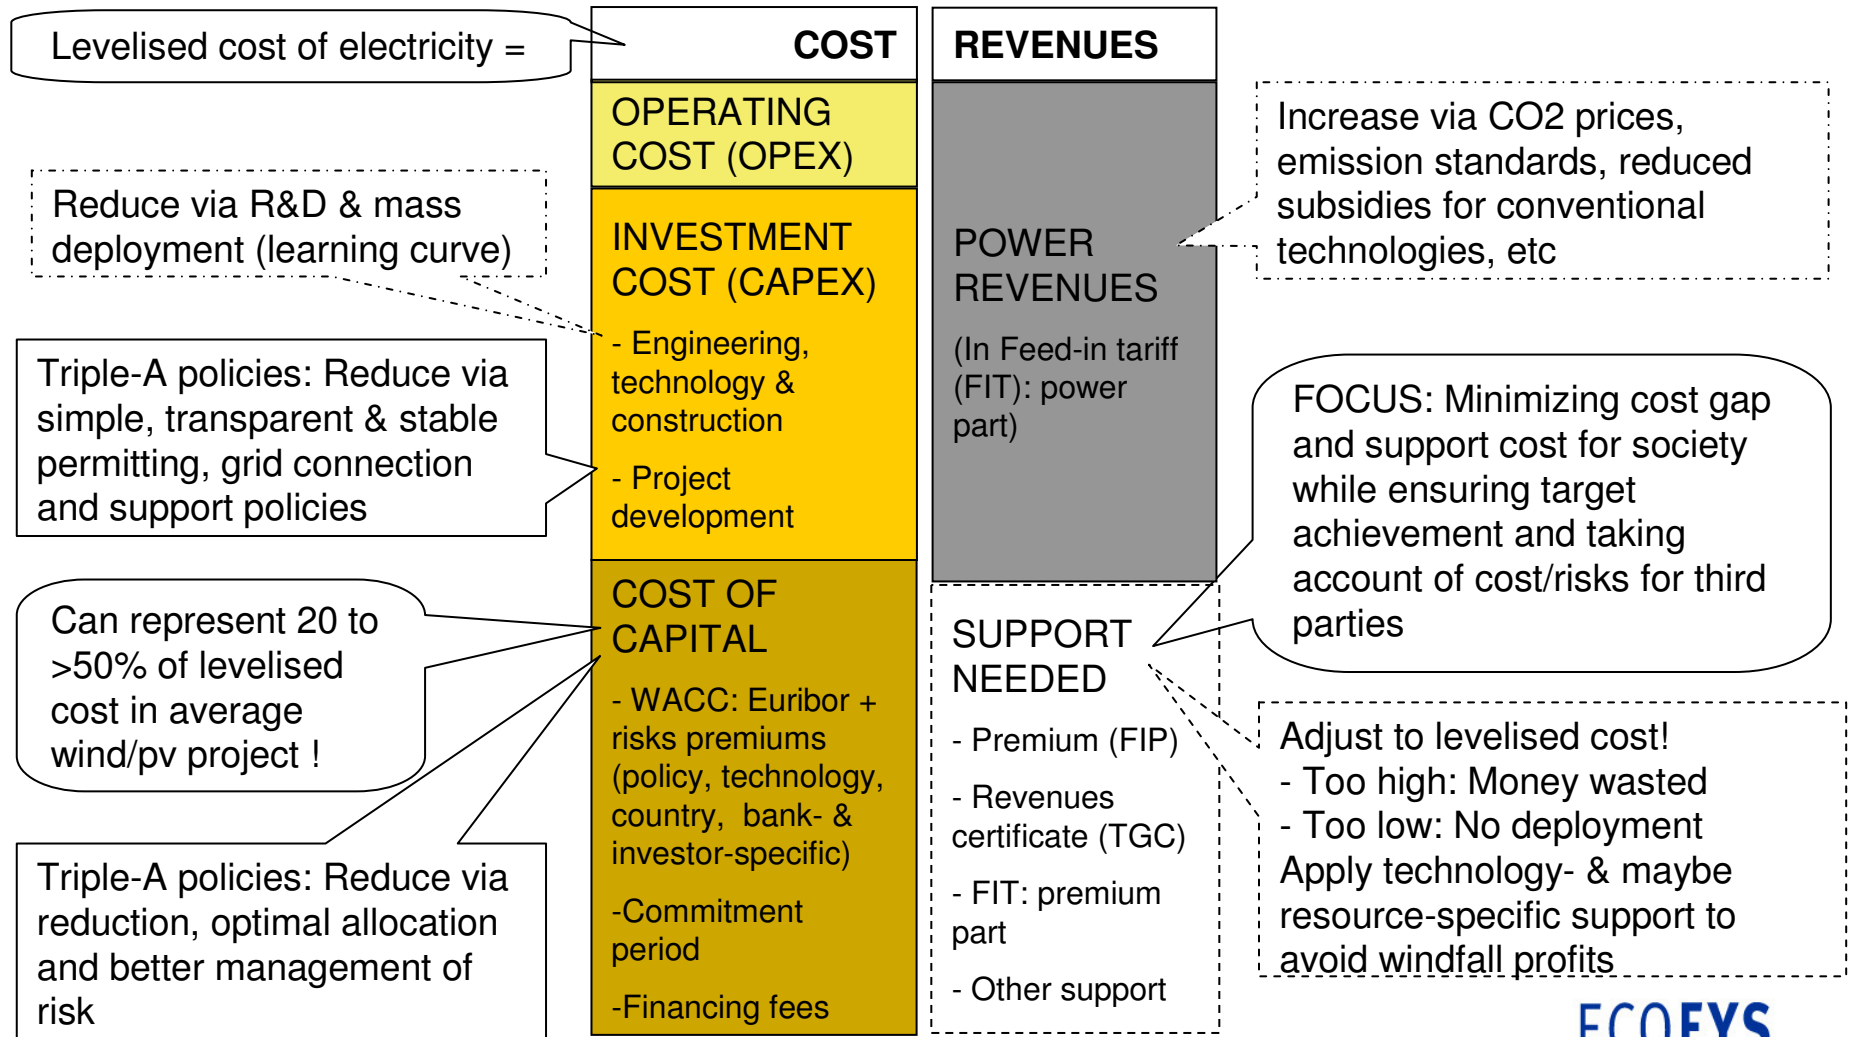 Levelised cost of electricity =
COST
REVENUES
OPERATING
COST (OPEX)
Increase via CO2 prices,
emission standards, reduced
subsidies for conventional
technologies, etc
Reduce via R&D & mass
deployment (learning curve)
INVESTMENT
COST (CAPEX)
- Engineering,
technology &
construction
- Project
development
POWER
REVENUES
(In Feed-in tariff
(FIT): power
part)
Triple-A policies: Reduce via
simple, transparent & stable
permitting, grid connection
and support policies
FOCUS: Minimizing cost gap
and support cost for society
while ensuring target
achievement and taking
account of cost/risks for third
parties
Can represent 20 to
>50% of levelised
cost in average
wind/pv project !
COST OF
CAPITAL
- WACC: Euribor +
risks premiums
(policy, technology,
country, bank- &
investor-specific)
-Commitment
period
-Financing fees
SUPPORT
NEEDED
- Premium (FIP)
- Revenues
certificate (TGC)
- FIT: premium
part
- Other support
Adjust to levelised cost!
- Too high: Money wasted
- Too low: No deployment
Apply technology- & maybe
resource-specific support to
avoid windfall profits
Triple-A policies: Reduce via
reduction, optimal allocation
and better management of
risk
ECOFYS